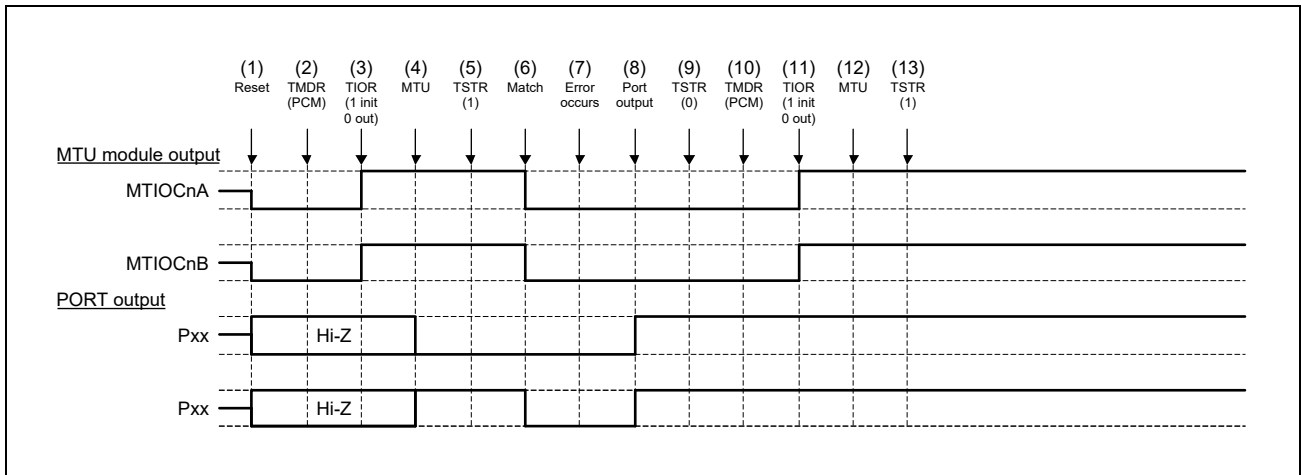 (1) (2) (3) (4) (5) (6) (7) (8) (9) (10) (11) (12) (13)
Reset TMDR TIOR MTU TSTR Match Error Port TSTR TMDR TIOR MTU TSTR
(PCM) (1 init (1) occurs output (0) (PCM) (1 init (1)
0 out) 0 out)
MTU module output
MTIOCnA
MTIOCnB
PORT output
Pxx Hi-Z
Pxx Hi-Z